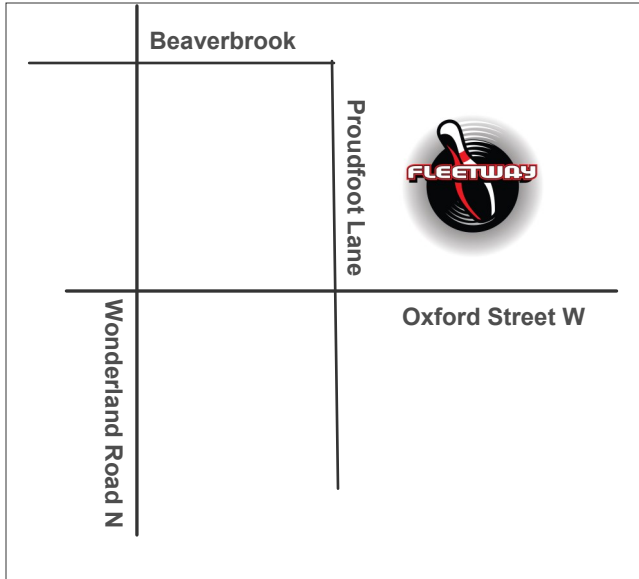 Beaverbrook
Proudfoot Lane
FLEETWAY
Oxford Street W
Wonderland Road N